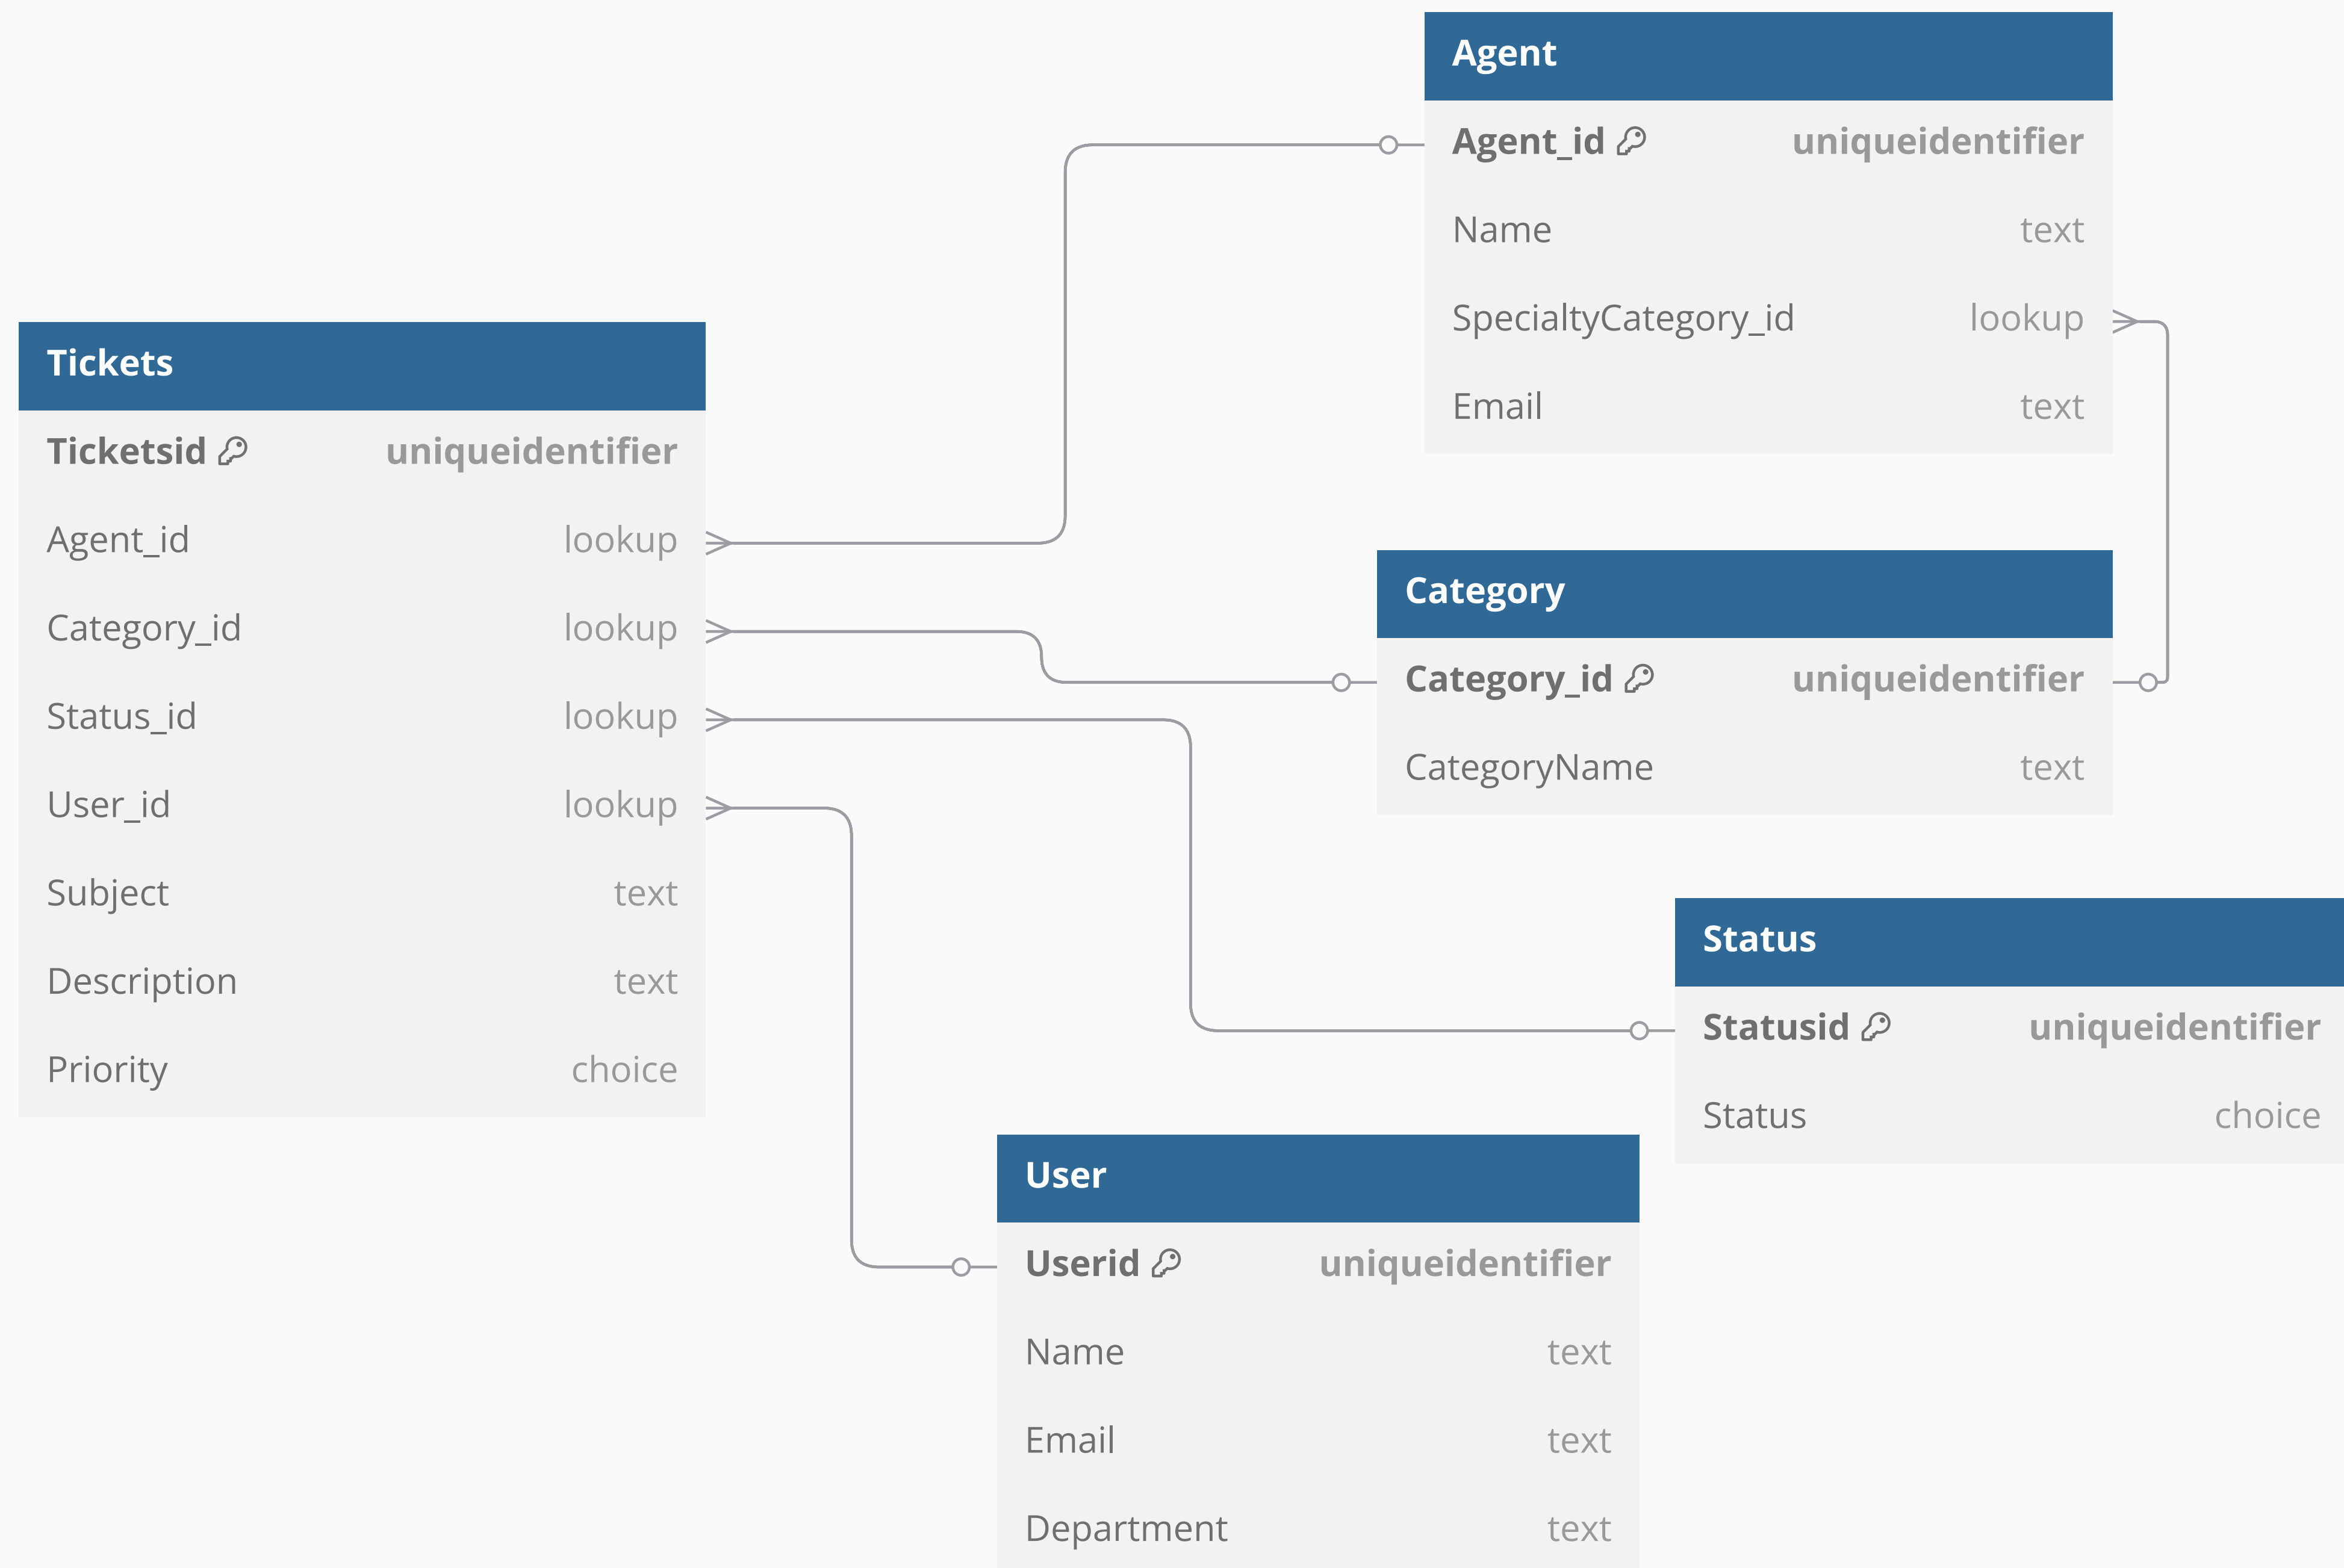 Agent
Agent_id uniqueidentifier
Name text
SpecialtyCategory_id lookup
Email text
Tickets
Ticketsid uniqueidentifier
Agent_id lookup
Category_id lookup
Status_id lookup
User_id lookup
Subject text
Description text
Priority choice
Category
Category_id uniqueidentifier
CategoryName text
Status
Statusid uniqueidentifier
Status choice
User
Userid uniqueidentifier
Name text
Email text
Department text